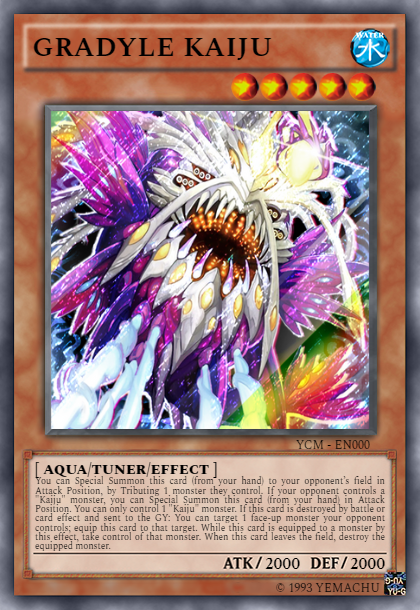 GRADYLE KAIJU
WATER
水
YCM - EN000
[ AQUA/TUNER/EFFECT ]
You can Special Summon this card (from your hand) to your opponent's field in
Attack Position, by Tributing 1 monster they control. If your opponent controls a
"Kaiju" monster, you can Special Summon this card (from your hand) in Attack
Position. You can only control 1 "Kaiju" monster. If this card is destroyed by battle or
card effect and sent to the GY: You can target 1 face-up monster your opponent
controls; equip this card to that target. While this card is equipped to a monster by
this effect, take control of that monster. When this card leaves the field, destroy the
equipped monster.
ATK / 2000 DEF / 2000
© 1993 YEMACHU